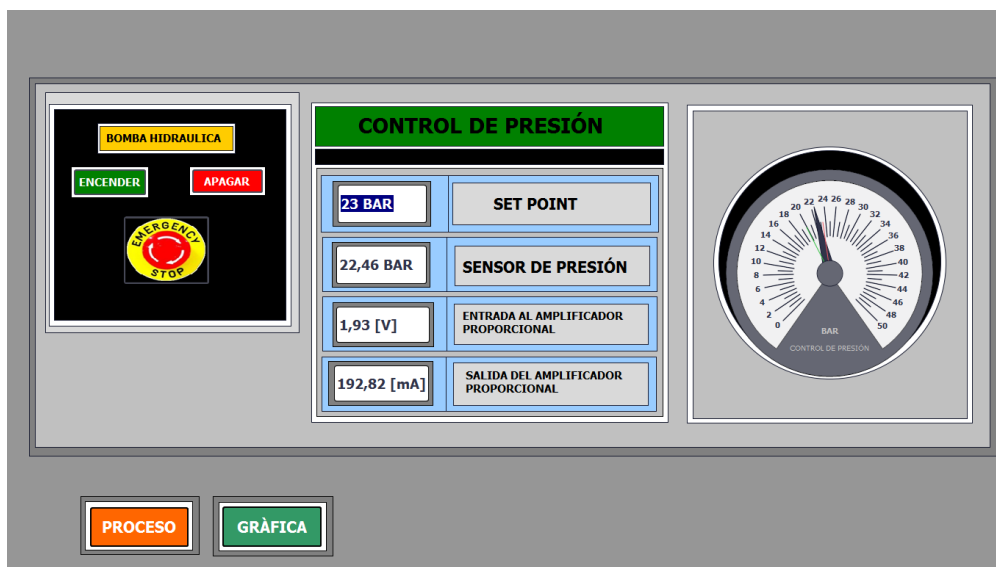 BOMBA HIDRAULICA
ENCENDER
APAGAR
EMERGENCY
STOP
CONTROL DE PRESIÓN
23 BAR
SET POINT
22,46 BAR
SENSOR DE PRESIÓN
1,93 [V]
ENTRADA AL AMPLIFICADOR
PROPORCIONAL
192,82 [mA]
SALIDA DEL AMPLIFICADOR
PROPORCIONAL
0
2
4
6
8
10
12
14
16
18
20
22
24
26
28
30
32
34
36
38
40
42
44
46
48
50
BAR
CONTROL DE PRESIÓN
PROCESO
GRÀFICA